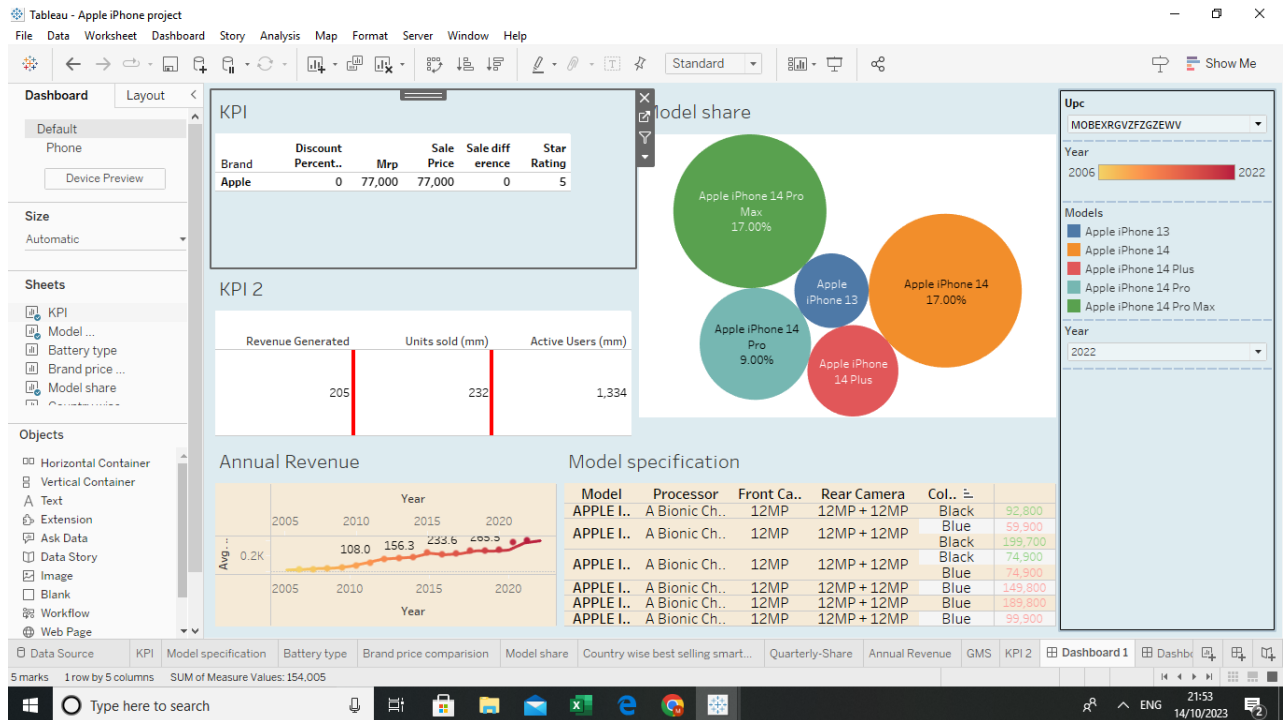 Tableau - Apple iPhone project
File Data Worksheet Dashboard Story Analysis Map Format Server Window Help
Standard
Show Me
Dashboard Layout
Default
Phone
Device Preview
Size
Automatic
Sheets
KPI
Model ...
Battery type
Brand price ...
Model share
Objects
Horizontal Container
Vertical Container
Text
Extension
Ask Data
Data Story
Image
Blank
Workflow
Web Page
KPI
Brand Discount Percent.. Mrp Sale Price Sale difference Star Rating
Apple 0 77,000 77,000 0 5
KPI 2
Revenue Generated Units sold (mm) Active Users (mm)
205 232 1,334
Model share
Apple iPhone 14 Pro
Max
17.00%
Apple
iPhone 13
Apple iPhone 14
17.00%
Apple iPhone 14
Pro
9.00%
Apple iPhone
14 Plus
Annual Revenue
Year
2005 2010 2015 2020
Avg. ..
0.2K
108.0 156.3 233.6 265.5
2005 2010 2015 2020
Year
Model specification
Model Processor Front Ca.. Rear Camera Col..
APPLE I.. A Bionic Ch.. 12MP 12MP + 12MP Black 92,800
APPLE I.. A Bionic Ch.. 12MP 12MP + 12MP Blue 59,900
Black 199,700
APPLE I.. A Bionic Ch.. 12MP 12MP + 12MP Black 74,900
Blue 74,900
APPLE I.. A Bionic Ch.. 12MP 12MP + 12MP Blue 149,800
APPLE I.. A Bionic Ch.. 12MP 12MP + 12MP Blue 189,800
APPLE I.. A Bionic Ch.. 12MP 12MP + 12MP Blue 99,900
Upc
MOBEXRGVZFZGZEWV
Year
2006 2022
Models
Apple iPhone 13
Apple iPhone 14
Apple iPhone 14 Plus
Apple iPhone 14 Pro
Apple iPhone 14 Pro Max
Year
2022
Data Source KPI Model specification Battery type Brand price comparision Model share Country wise best selling smart... Quarterly-Share Annual Revenue GMS KPI 2 Dashboard 1 Dashb
5 marks 1 row by 5 columns SUM of Measure Values: 154,005
Type here to search
ENG
21:53
14/10/2023
2